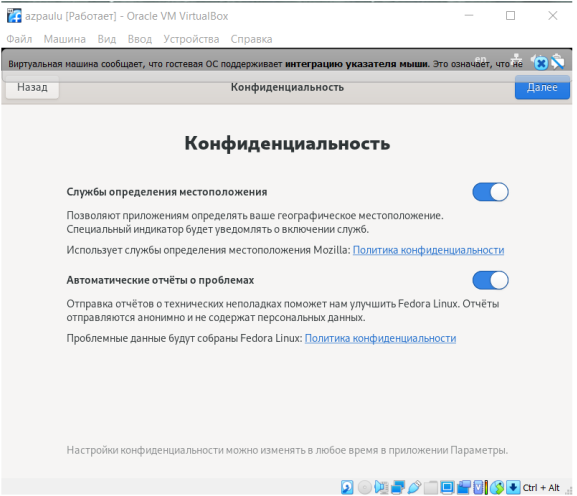 azpaulu [Работает] - Oracle VM VirtualBox
Файл Машина Вид Ввод Устройства Справка
Виртуальная машина сообщает, что гостевая ОС поддерживает интеграцию указателя мыши. Это означает, что не
Назад Конфиденциальность Далее
Конфиденциальность
Службы определения местоположения
Позволяют приложениям определять ваше географическое местоположение.
Специальный индикатор будет уведомлять о включении служб.
Использует службы определения местоположения Mozilla: Политика конфиденциальности
Автоматические отчёты о проблемах
Отправка отчётов о технических неполадках поможет нам улучшить Fedora Linux. Отчёты
отправляются анонимно и не содержат персональных данных.
Проблемные данные будут собраны Fedora Linux: Политика конфиденциальности
Настройки конфиденциальности можно изменять в любое время в приложении Параметры.
Ctrl + Alt